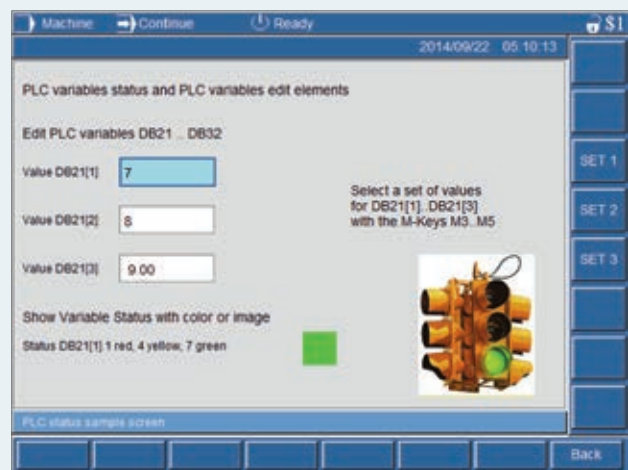 Machine Continue Ready $1
2014/09/22 05:10:13
PLC variables status and PLC variables edit elements
Edit PLC variables DB21 .. DB32
Value DB21[1] 7
Value DB21[2] 8
Value DB21[3] 9.00
Select a set of values
for DB21[1]..DB21[3]
with the M-Keys M3..M5
Show Variable Status with color or image
Status DB21[1] 1 red, 4 yellow, 7 green
SET 1
SET 2
SET 3
PLC status sample screen
Back